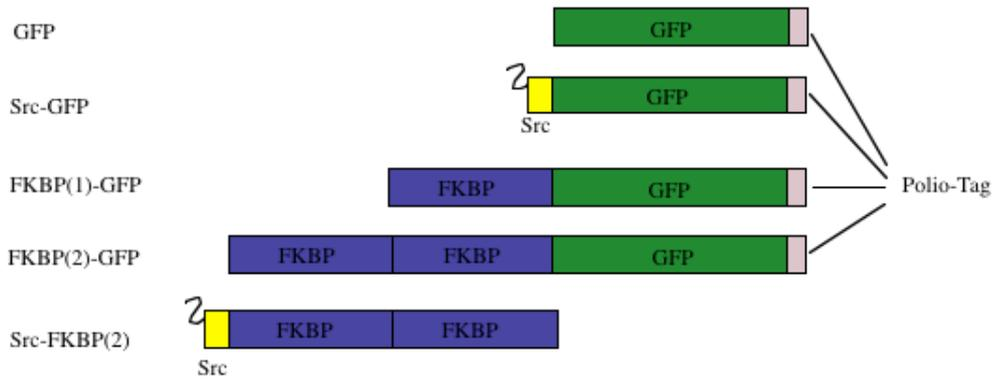 GFP GFP
Src-GFP GFP
Src
FKBP(1)-GFP FKBP GFP Polio-Tag
FKBP(2)-GFP FKBP FKBP GFP
Src-FKBP(2) FKBP FKBP
Src